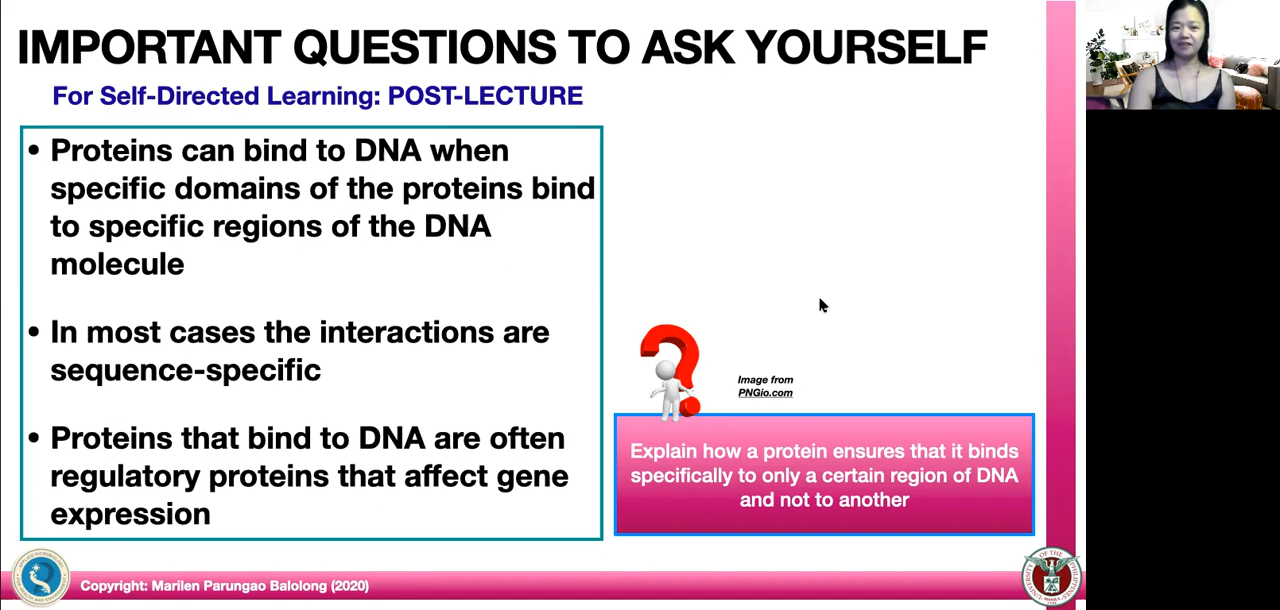 IMPORTANT QUESTIONS TO ASK YOURSELF
For Self-Directed Learning: POST-LECTURE
• Proteins can bind to DNA when
specific domains of the proteins bind
to specific regions of the DNA
molecule
• In most cases the interactions are
sequence-specific
• Proteins that bind to DNA are often
regulatory proteins that affect gene
expression
Image from
PNGio.com
Explain how a protein ensures that it binds
specifically to only a certain region of DNA
and not to another
Copyright: Marilen Parungao Balolong (2020)